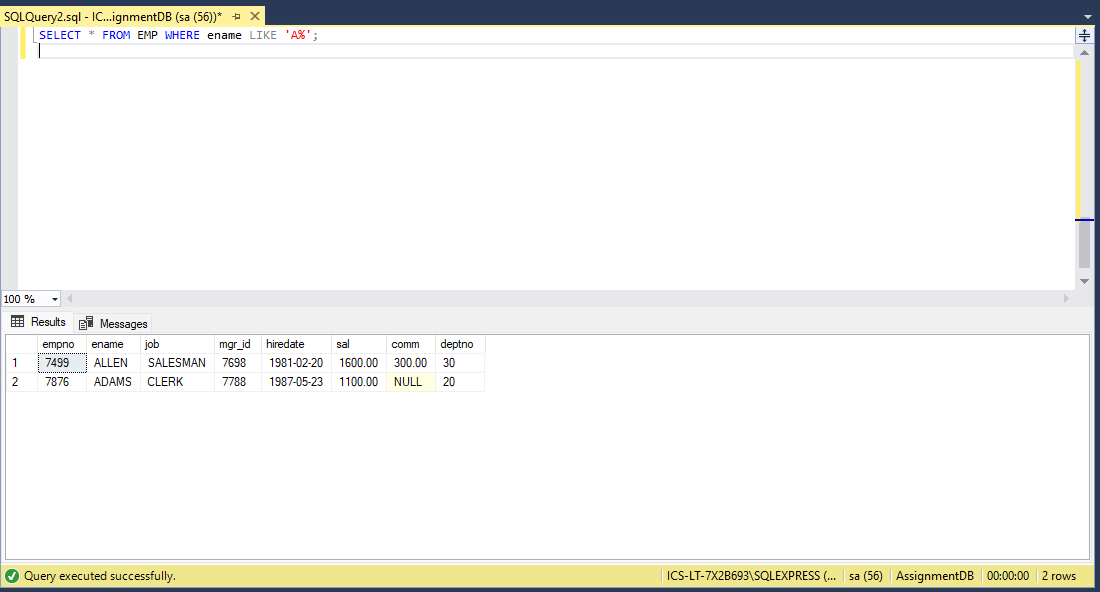 SQLQuery2.sql - IC...ignmentDB (sa (56))*
SELECT * FROM EMP WHERE ename LIKE 'A%';
100 %
Results Messages
empno ename job mgr_id hiredate sal comm deptno
1 7499 ALLEN SALESMAN 7698 1981-02-20 1600.00 300.00 30
2 7876 ADAMS CLERK 7788 1987-05-23 1100.00 NULL 20
Query executed successfully. ICS-LT-7X2B693\SQLEXPRESS (... sa (56) AssignmentDB 00:00:00 2 rows